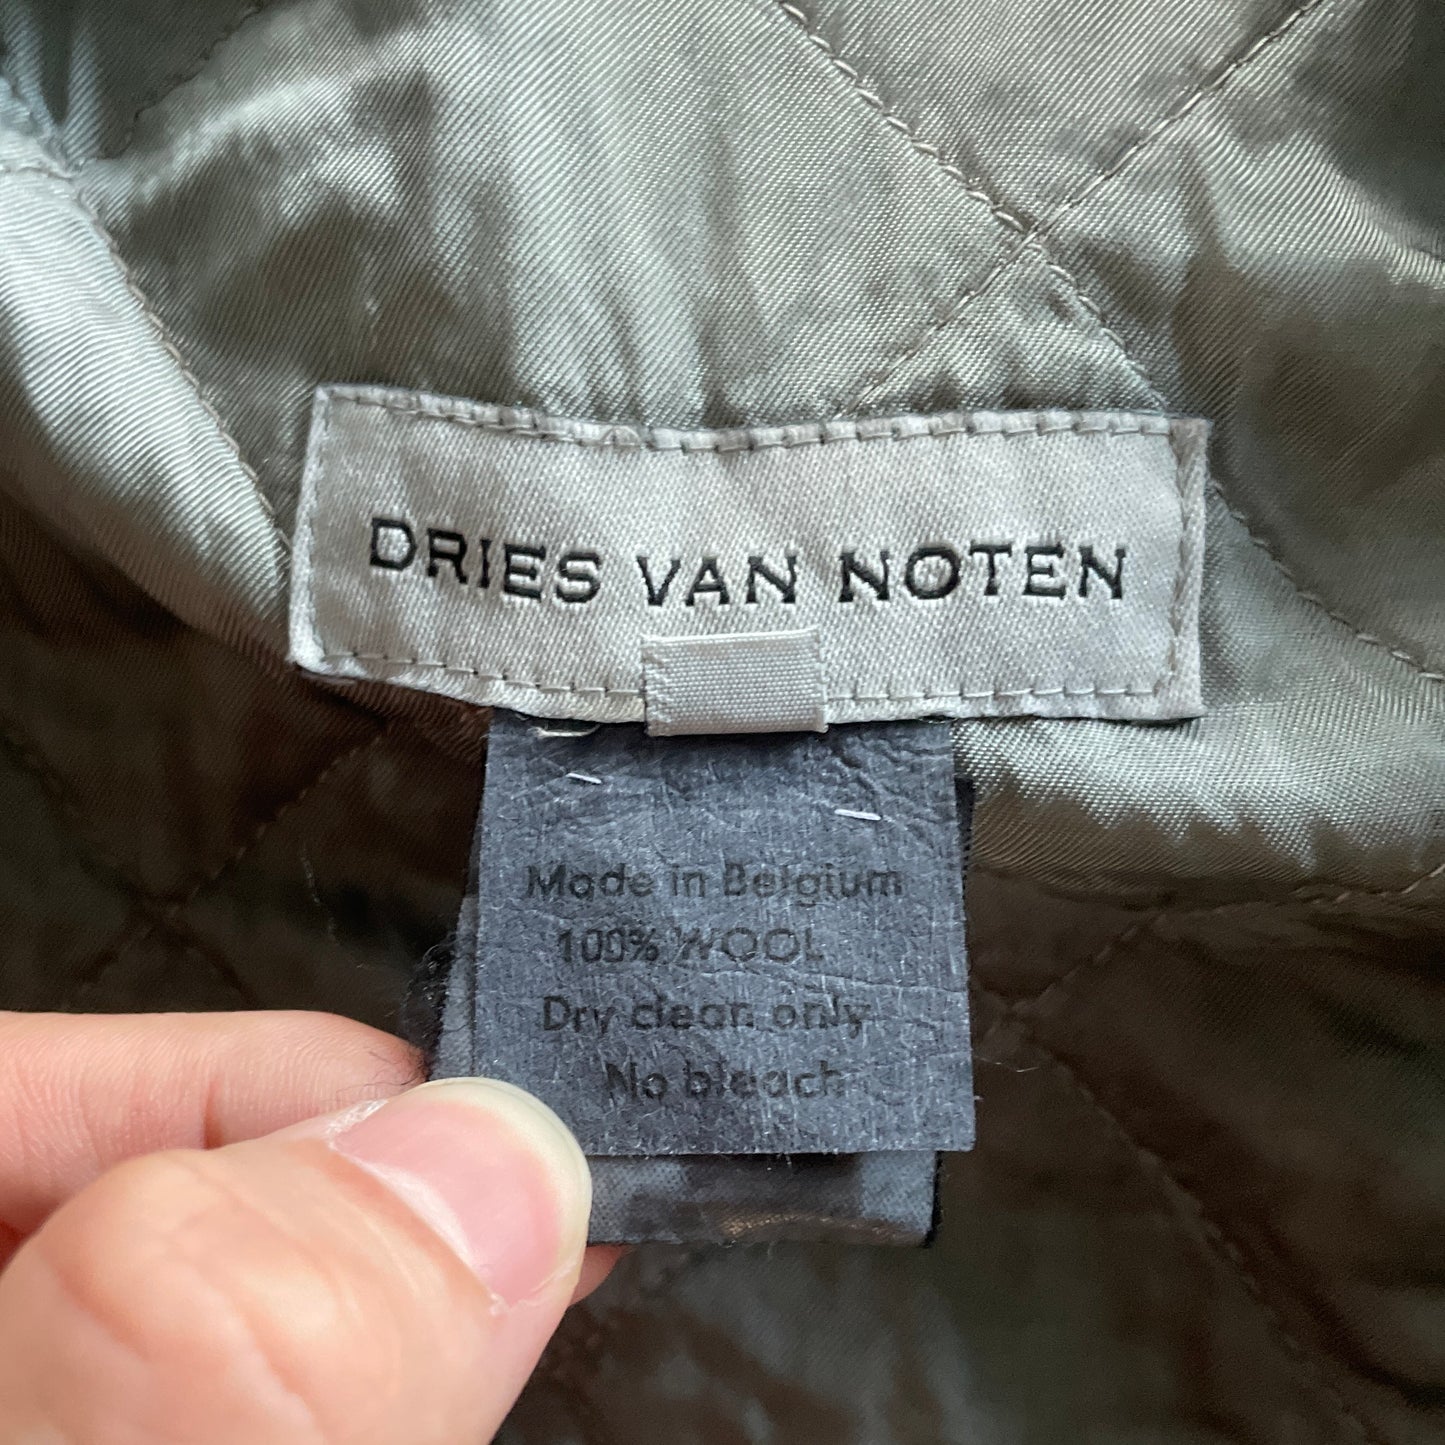 DRIES VAN NOTEN
Made in Belgium
100% WOOL
Dry clean only
No bleach